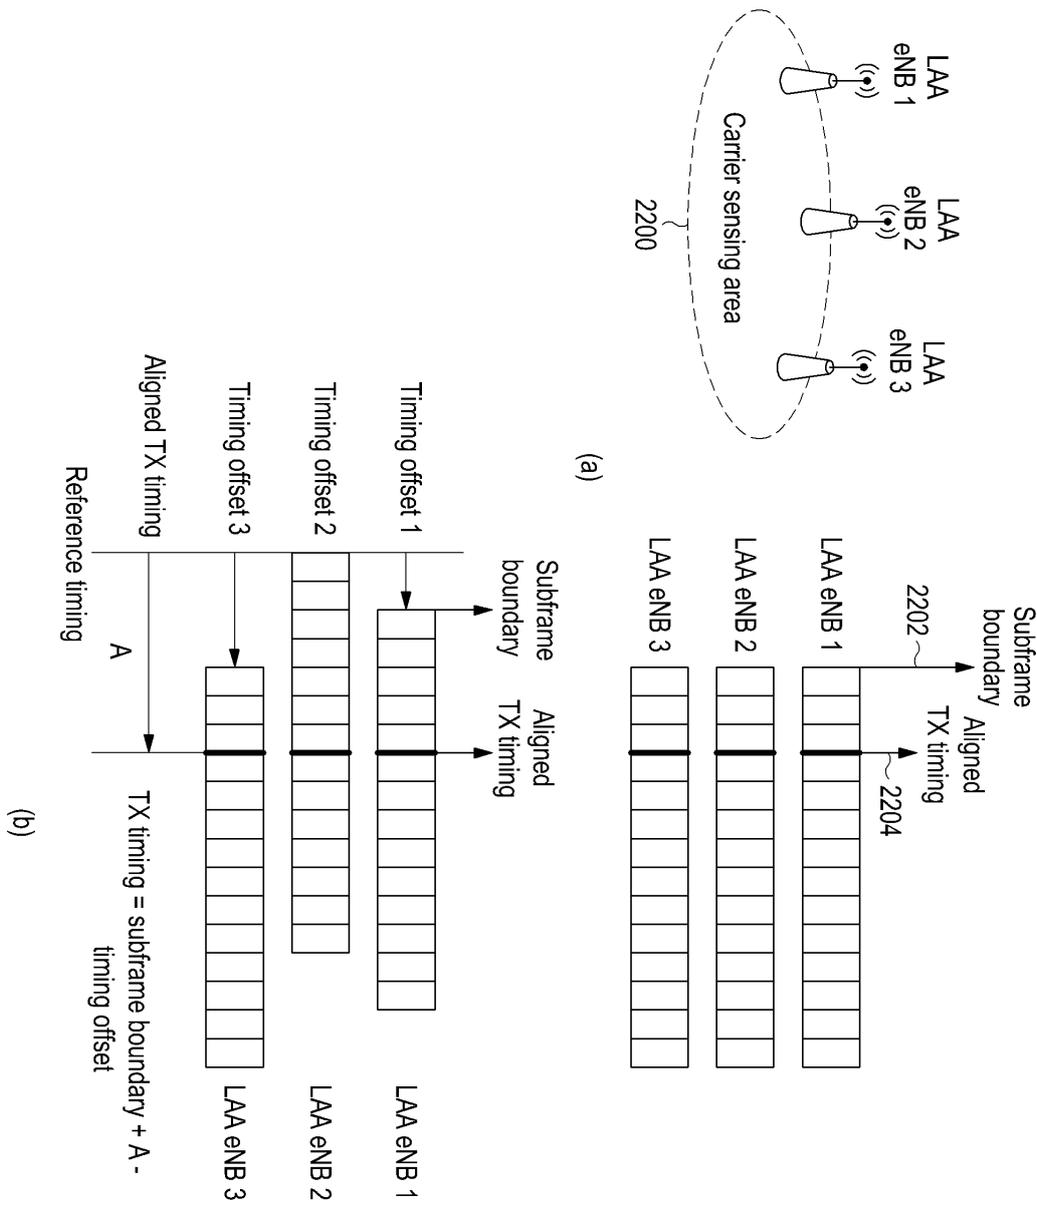 LAA
eNB 1
LAA
eNB 2
LAA
eNB 3
Carrier sensing area
2200
(a)
Subframe
boundary
2202
Aligned
TX timing
2204
LAA eNB 1
LAA eNB 2
LAA eNB 3
Subframe
boundary
Aligned
TX timing
Timing offset 1
LAA eNB 1
Timing offset 2
LAA eNB 2
Timing offset 3
LAA eNB 3
Aligned TX timing
A
TX timing = subframe boundary + A -
timing offset
Reference timing
(b)